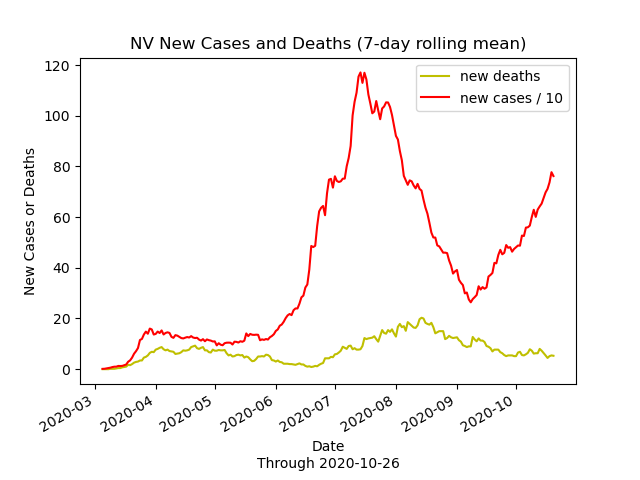 NV New Cases and Deaths (7-day rolling mean)
new deaths
new cases / 10
120
100
80
60
40
20
0
New Cases or Deaths
2020-03
2020-04
2020-05
2020-06
2020-07
2020-08
2020-09
2020-10
Date
Through 2020-10-26